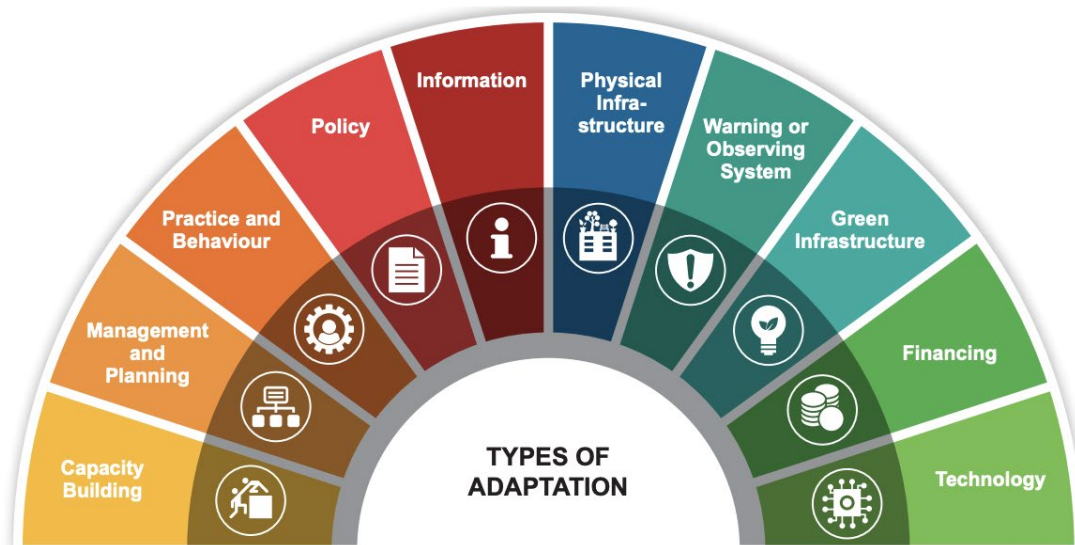 Capacity
Building
Management
and
Planning
Practice and
Behaviour
Policy
Information
Physical
Infra-
structure
Warning or
Observing
System
Green
Infrastructure
Financing
Technology
TYPES OF
ADAPTATION